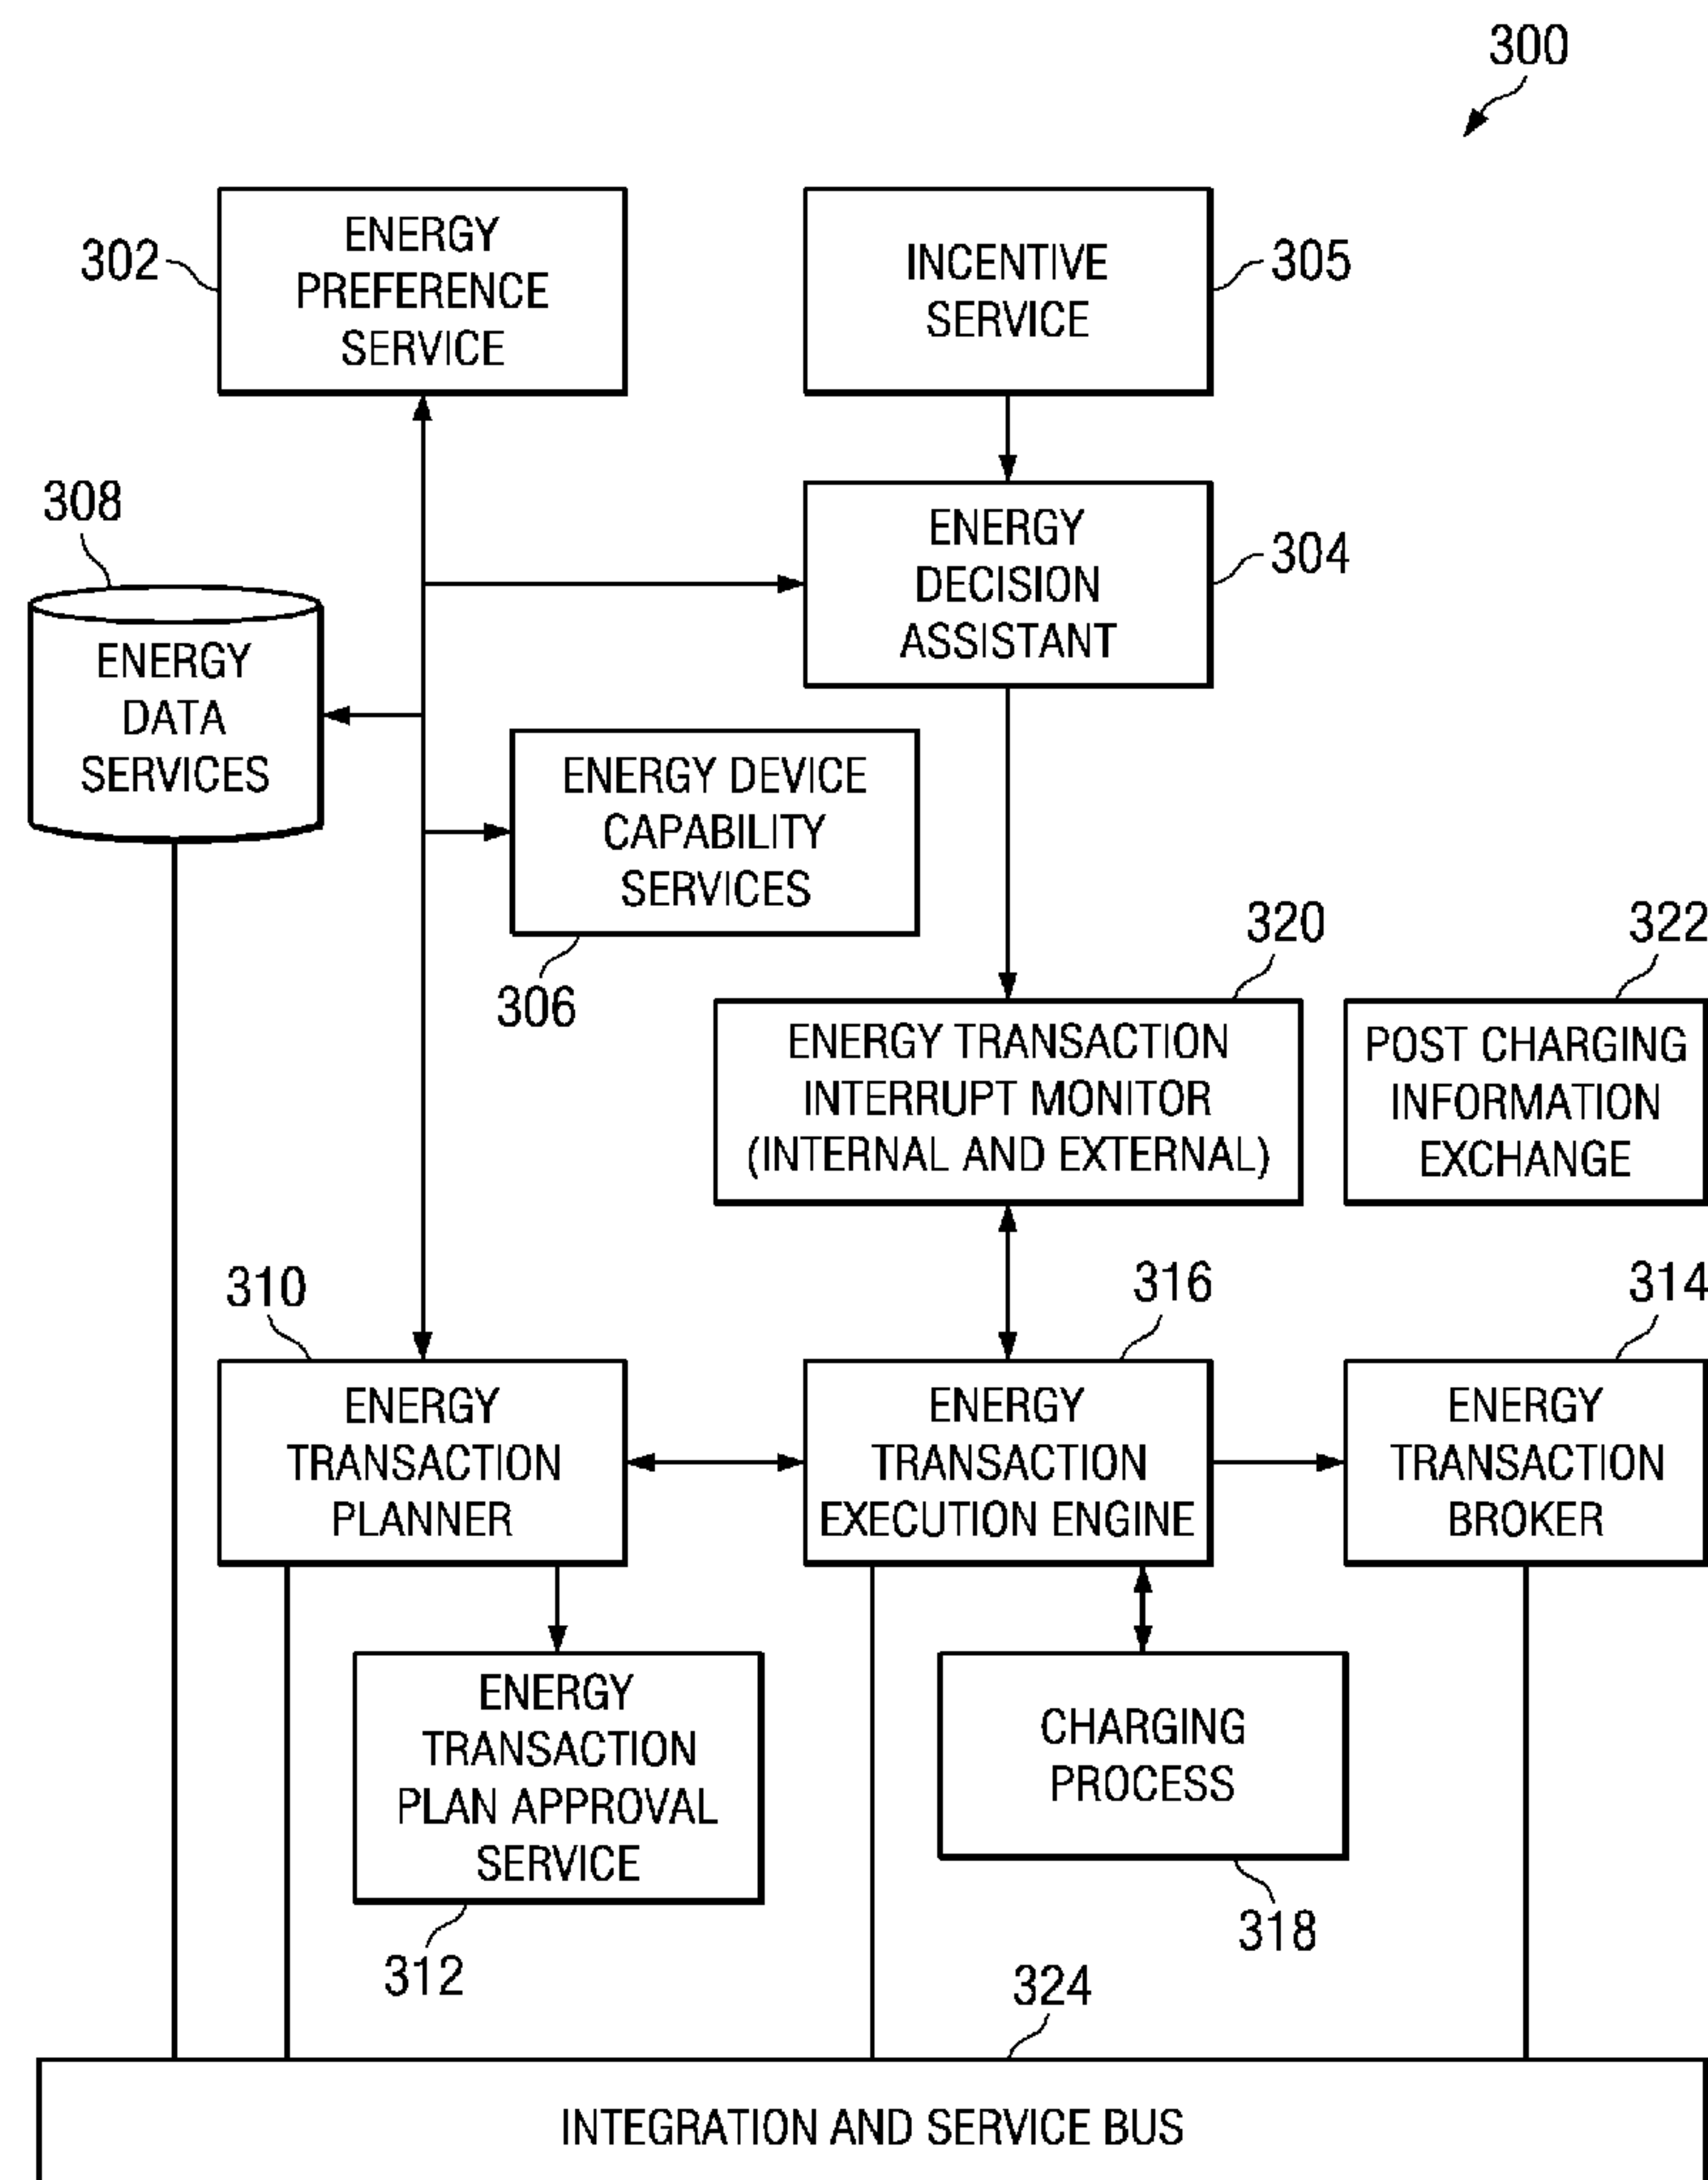 300
302
ENERGY
PREFERENCE
SERVICE
INCENTIVE
SERVICE
305
308
ENERGY
DATA
SERVICES
ENERGY
DECISION
ASSISTANT
304
ENERGY DEVICE
CAPABILITY
SERVICES
306
320
ENERGY TRANSACTION
INTERRUPT MONITOR
(INTERNAL AND EXTERNAL)
322
POST CHARGING
INFORMATION
EXCHANGE
310
ENERGY
TRANSACTION
PLANNER
316
ENERGY
TRANSACTION
EXECUTION ENGINE
314
ENERGY
TRANSACTION
BROKER
ENERGY
TRANSACTION
PLAN APPROVAL
SERVICE
312
CHARGING
PROCESS
318
324
INTEGRATION AND SERVICE BUS